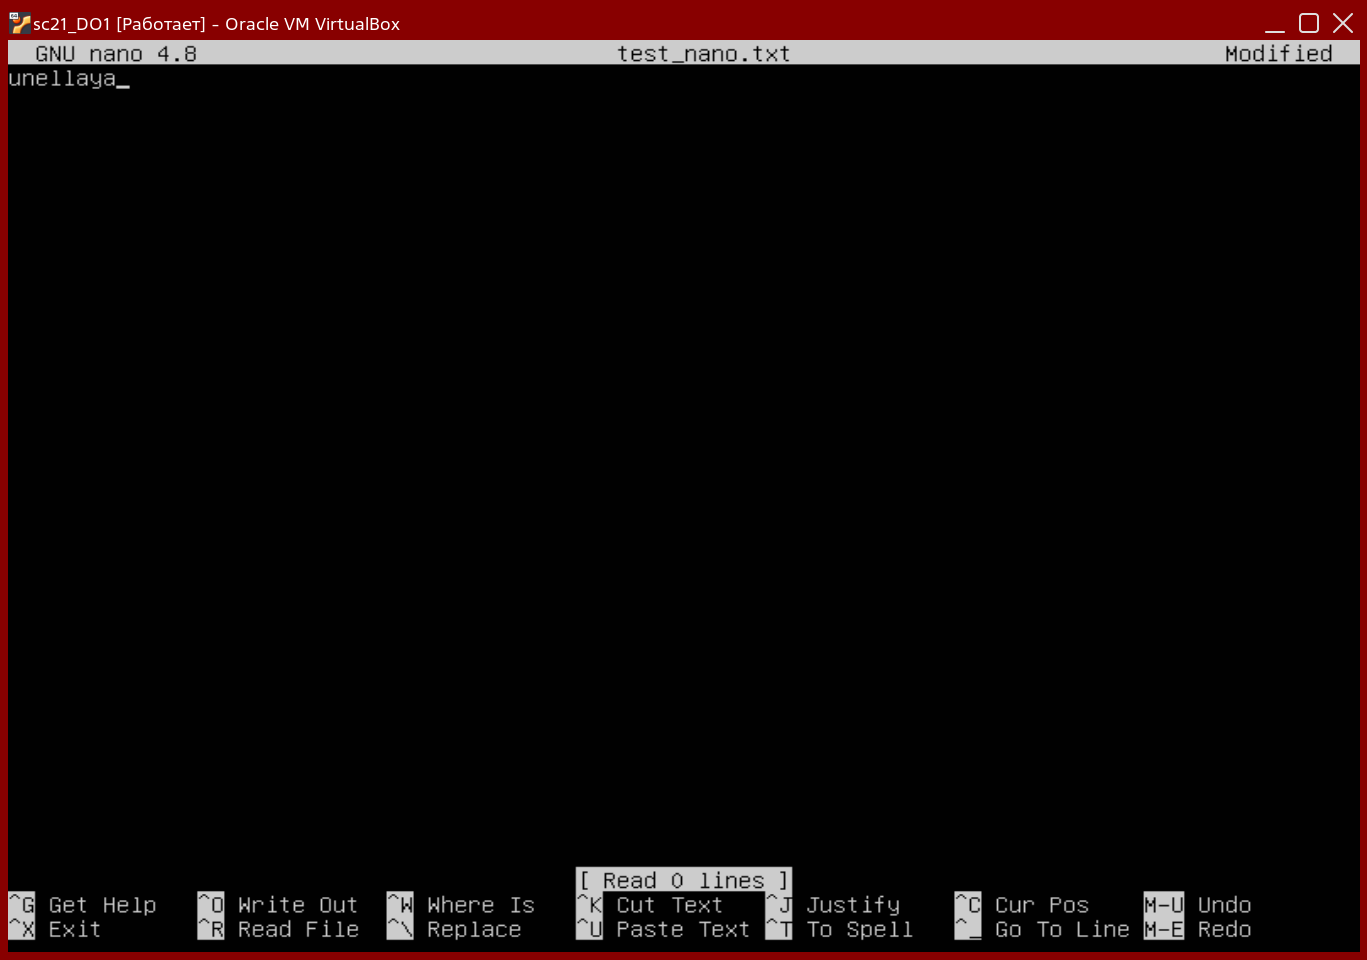 sc21_DO1 [Работает] - Oracle VM VirtualBox
GNU nano 4.8 test_nano.txt Modified
unellaya_
[ Read 0 lines ]
^G Get Help ^O Write Out ^W Where Is ^K Cut Text ^J Justify ^C Cur Pos M-U Undo
^X Exit ^R Read File ^\ Replace ^U Paste Text ^T To Spell ^_ Go To Line M-E Redo